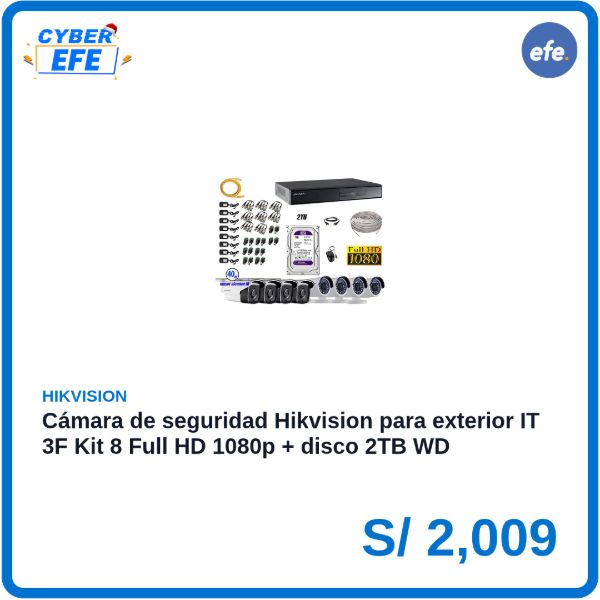 CYBER
EFE
efe.
2TB
Full HD
1080
40
HIKVISION
Cámara de seguridad Hikvision para exterior IT
3F Kit 8 Full HD 1080p + disco 2TB WD
S/ 2,009